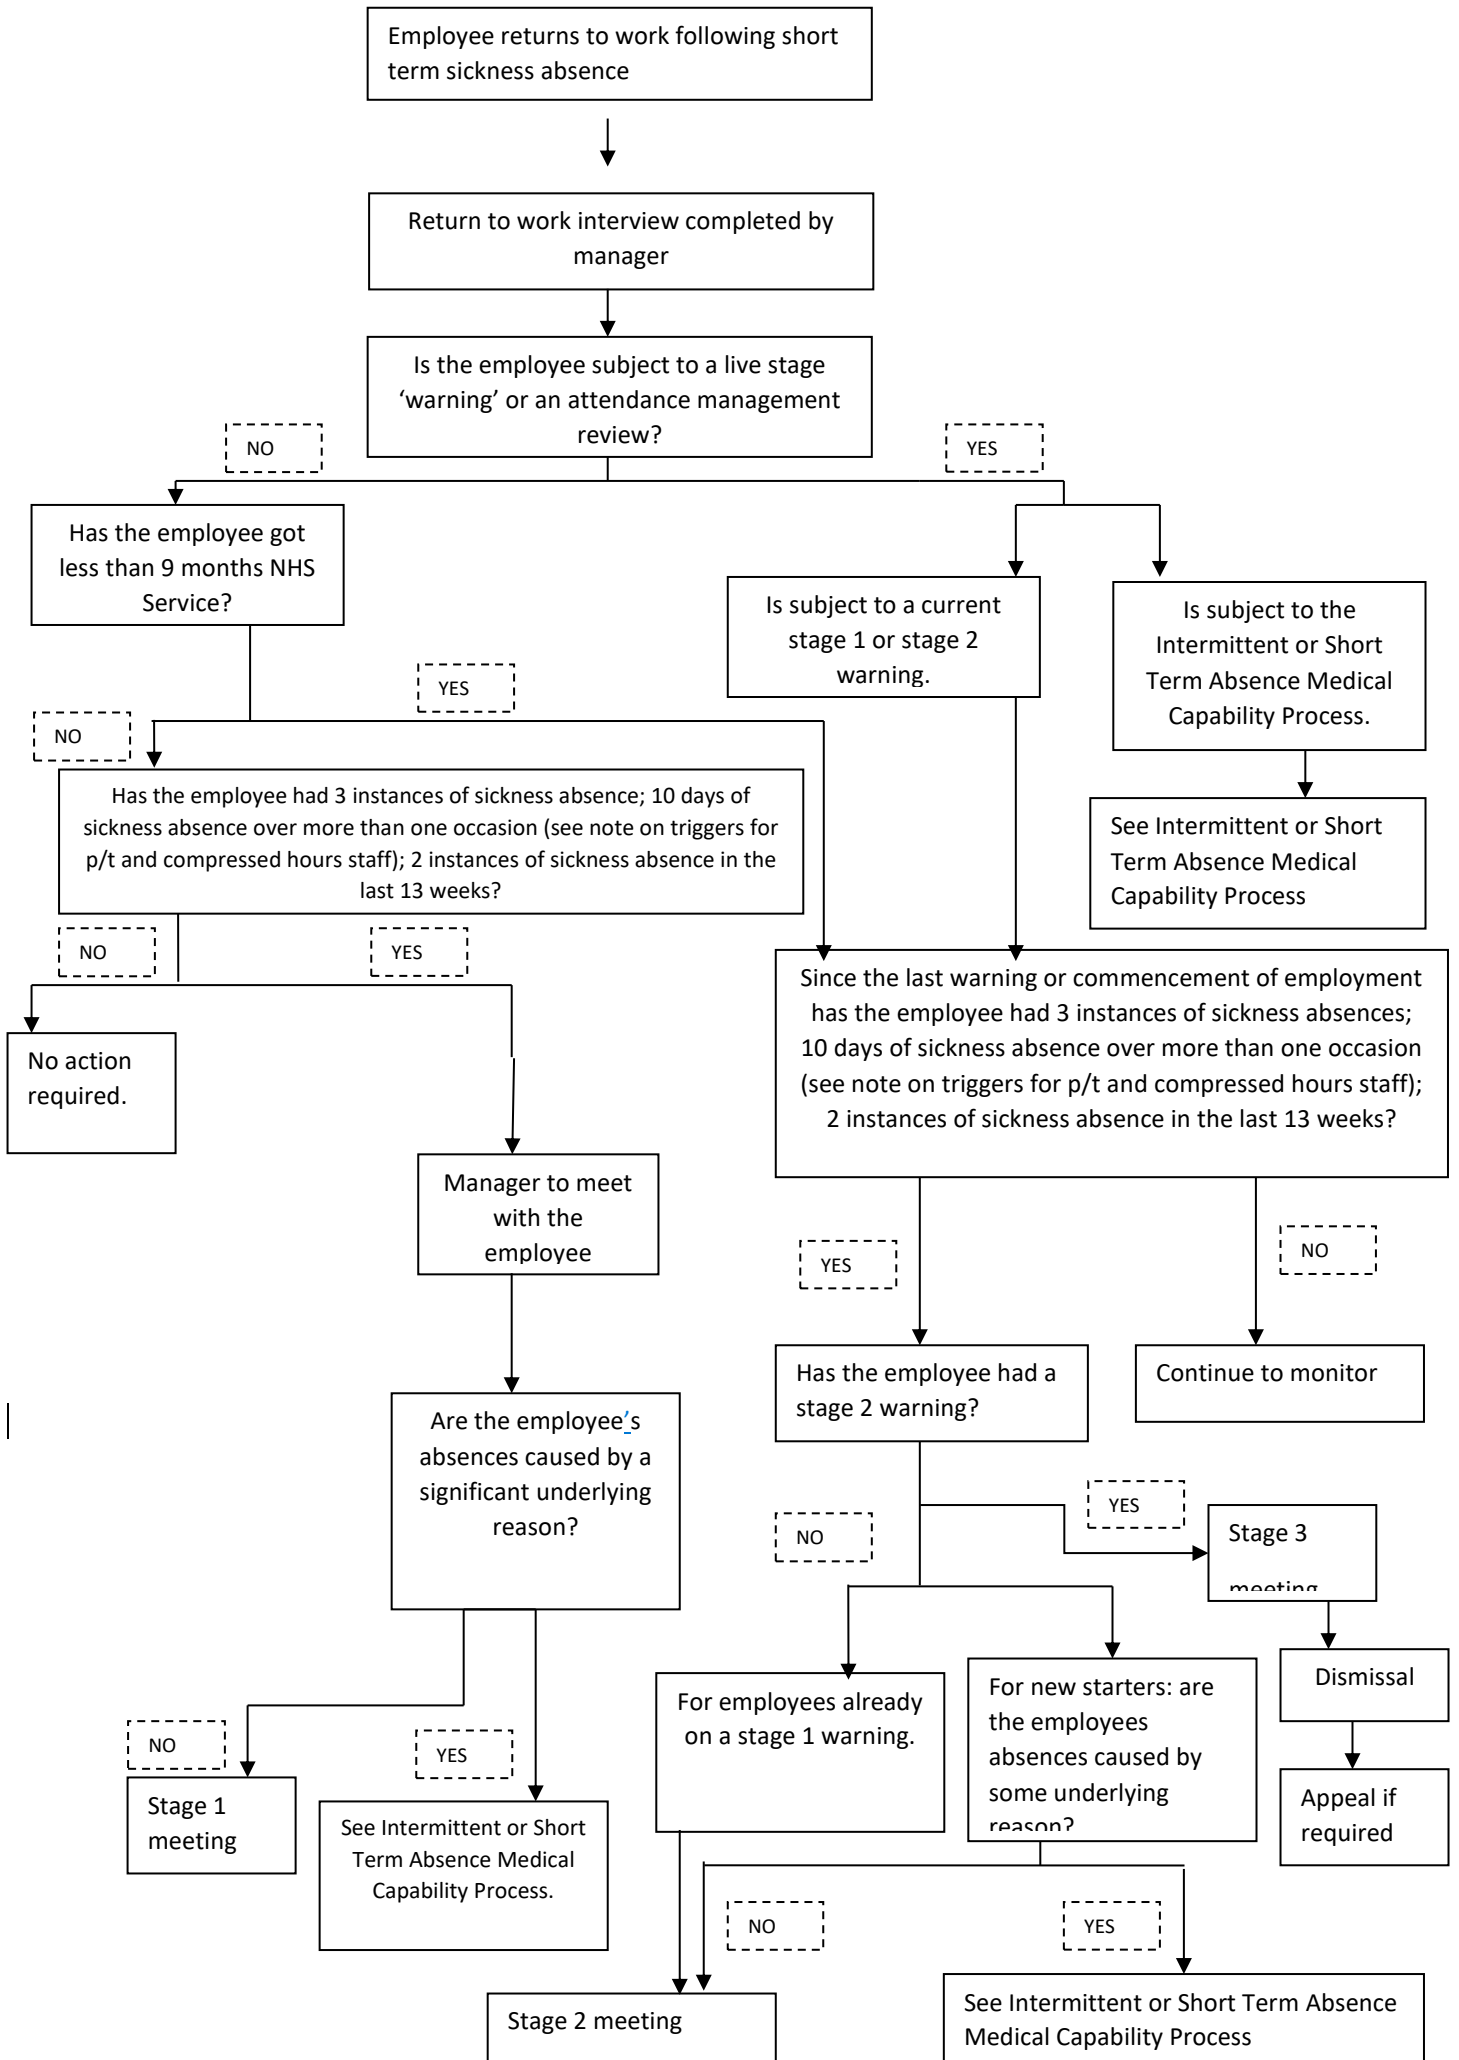 Employee returns to work following short
term sickness absence
Return to work interview completed by
manager
Is the employee subject to a live stage
‘warning’ or an attendance management
review?
NO
YES
Has the employee got
less than 9 months NHS
Service?
Is subject to a current
stage 1 or stage 2
warning.
Is subject to the
Intermittent or Short
Term Absence Medical
Capability Process.
YES
NO
Has the employee had 3 instances of sickness absence; 10 days of
sickness absence over more than one occasion (see note on triggers for
p/t and compressed hours staff); 2 instances of sickness absence in the
last 13 weeks?
See Intermittent or Short
Term Absence Medical
Capability Process
NO
YES
Since the last warning or commencement of employment
has the employee had 3 instances of sickness absences;
10 days of sickness absence over more than one occasion
(see note on triggers for p/t and compressed hours staff);
2 instances of sickness absence in the last 13 weeks?
No action
required.
Manager to meet
with the
employee
YES
NO
Has the employee had a
stage 2 warning?
Continue to monitor
Are the employee’s
absences caused by a
significant underlying
reason?
YES
NO
Stage 3
meeting
For employees already
on a stage 1 warning.
For new starters: are
the employees
absences caused by
some underlying
reason?
Dismissal
NO
YES
Stage 1
meeting
See Intermittent or Short
Term Absence Medical
Capability Process.
Appeal if
required
NO
YES
Stage 2 meeting
See Intermittent or Short Term Absence
Medical Capability Process